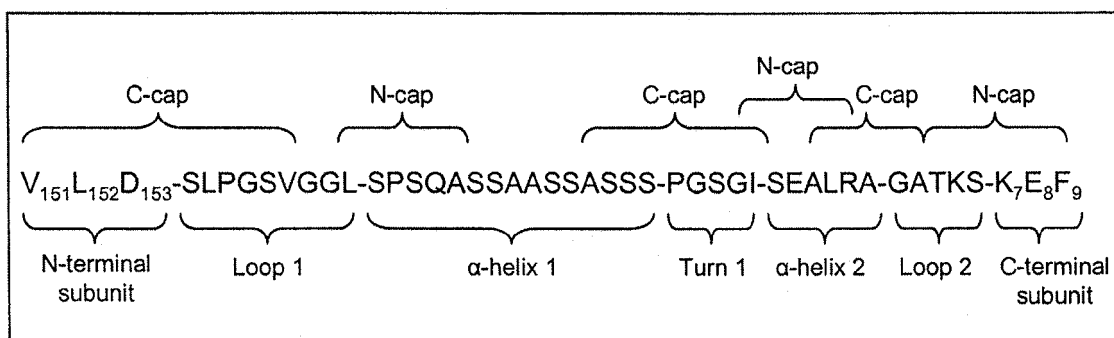 N-cap
C-cap N-cap C-cap C-cap N-cap
V₁₅₁L₁₅₂D₁₅₃-SLPGSVGGL-SPSQASSAASSASSS-PGSGI-SEALRA-GATKS-K₇E₈F₉
N-terminal subunit Loop 1 α-helix 1 Turn 1 α-helix 2 Loop 2 C-terminal subunit